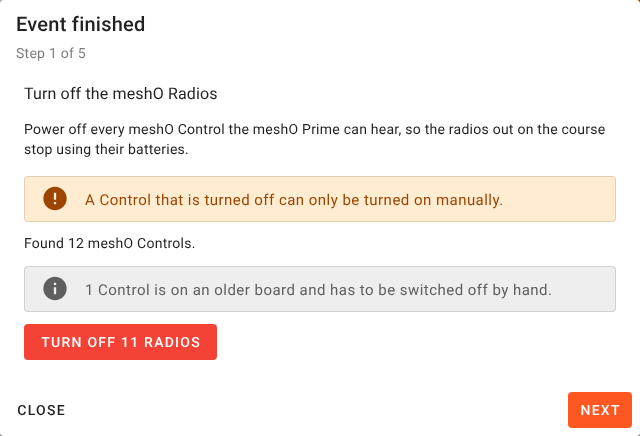 Event finished
Step 1 of 5
Turn off the meshO Radios
Power off every meshO Control the meshO Prime can hear, so the radios out on the course
stop using their batteries.
A Control that is turned off can only be turned on manually.
Found 12 meshO Controls.
1 Control is on an older board and has to be switched off by hand.
TURN OFF 11 RADIOS
CLOSE
NEXT